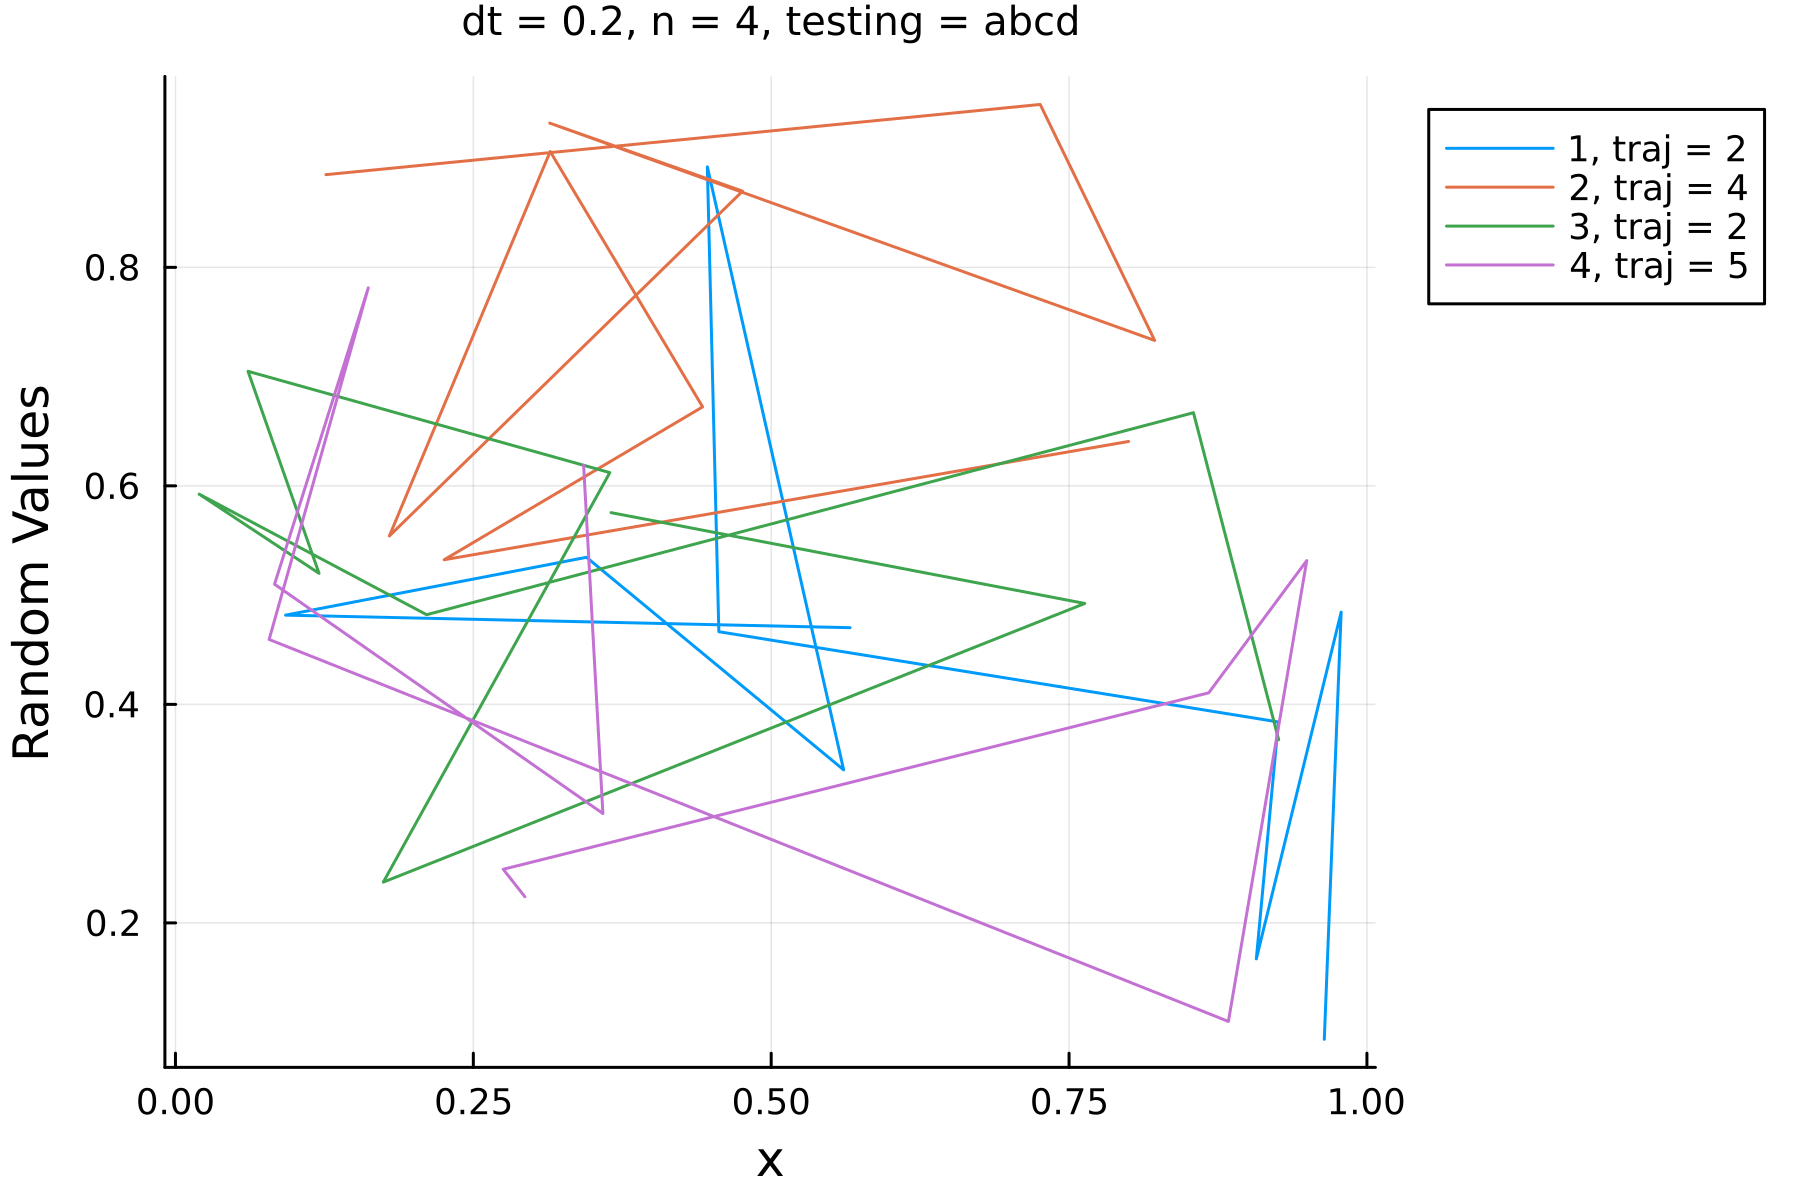 dt = 0.2, n = 4, testing = abcd
1, traj = 2
2, traj = 4
3, traj = 2
4, traj = 5
Random Values
0.8
0.6
0.4
0.2
0.00 0.25 0.50 0.75 1.00
x